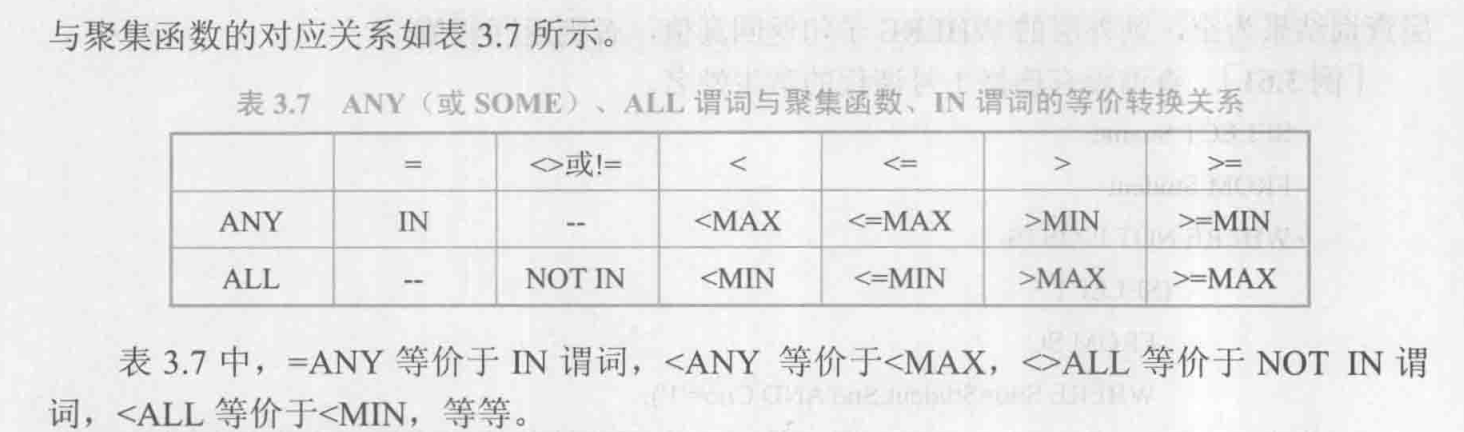 与聚集函数的对应关系如表 3.7 所示。
表 3.7 ANY（或 SOME）、ALL 谓词与聚集函数、IN 谓词的等价转换关系
= <>或!= < <= > >=
ANY IN -- <MAX <=MAX >MIN >=MIN
ALL -- NOT IN <MIN <=MIN >MAX >=MAX
表 3.7 中，=ANY 等价于 IN 谓词，<ANY 等价于<MAX，<>ALL 等价于 NOT IN 谓
词，<ALL 等价于<MIN，等等。